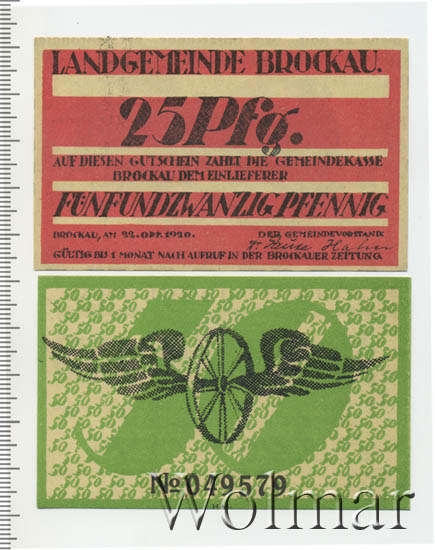 LANDGEMEINDE BROCKAU.
25 Pfg.
AUF DIESEN GUTSCHEIN ZAHLT DIE GEMEINDEKASSE
BROCKAU DEM EINLIEFERER
FÜNFUNDZWANZIG PFENNIG
BROCKAU, AM 22. OKT. 1920. DER GEMEINDEVORSTAND:
GÜLTIG BIS 1 MONAT NACH AUFRUF IN DER BROCKAUER ZEITUNG.
№ 049579
Wolmar